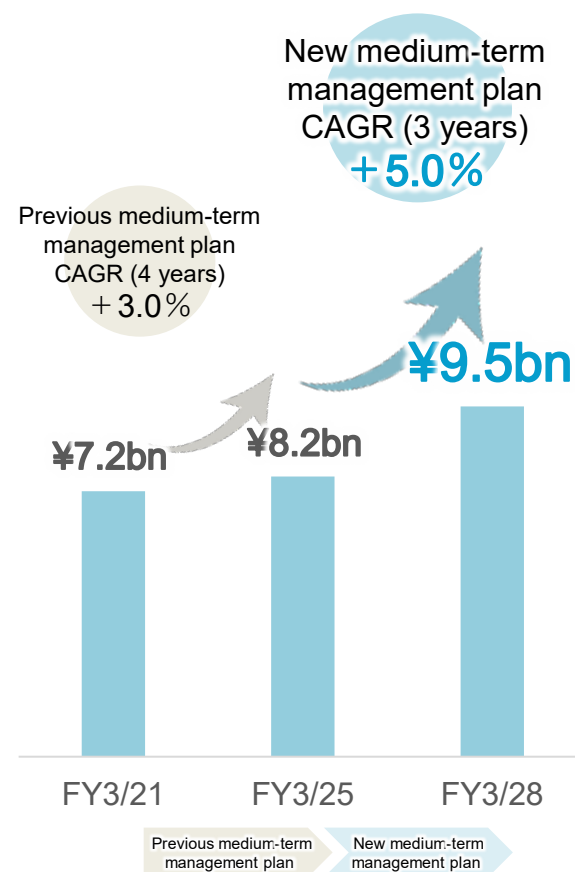 New medium-term
management plan
CAGR (3 years)
+5.0%
Previous medium-term
management plan
CAGR (4 years)
+3.0%
¥9.5bn
¥7.2bn
¥8.2bn
FY3/21
FY3/25
FY3/28
Previous medium-term
management plan
New medium-term
management plan